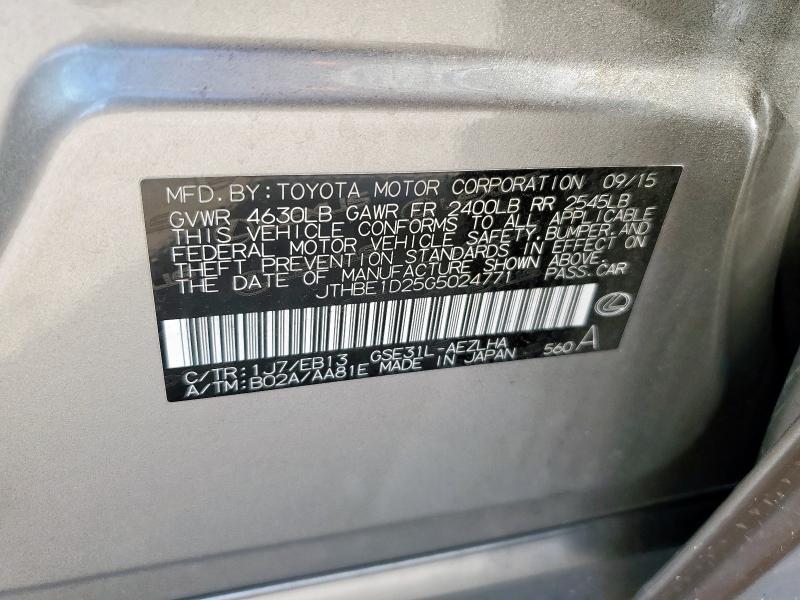 MFD. BY: TOYOTA MOTOR CORPORATION 09/15
GVWR 4630LB GAWR FR 2400LB RR 2545LB
THIS VEHICLE CONFORMS TO ALL APPLICABLE
FEDERAL MOTOR VEHICLE SAFETY, BUMPER, AND
THEFT PREVENTION STANDARDS IN EFFECT ON
THE DATE OF MANUFACTURE SHOWN ABOVE.
JTHBE1D25G5024771 PASS. CAR
C/TR: 1J7/EB13 GSE31L-AEZLHA 560 A
A/TM: B02A/AA81E MADE IN JAPAN